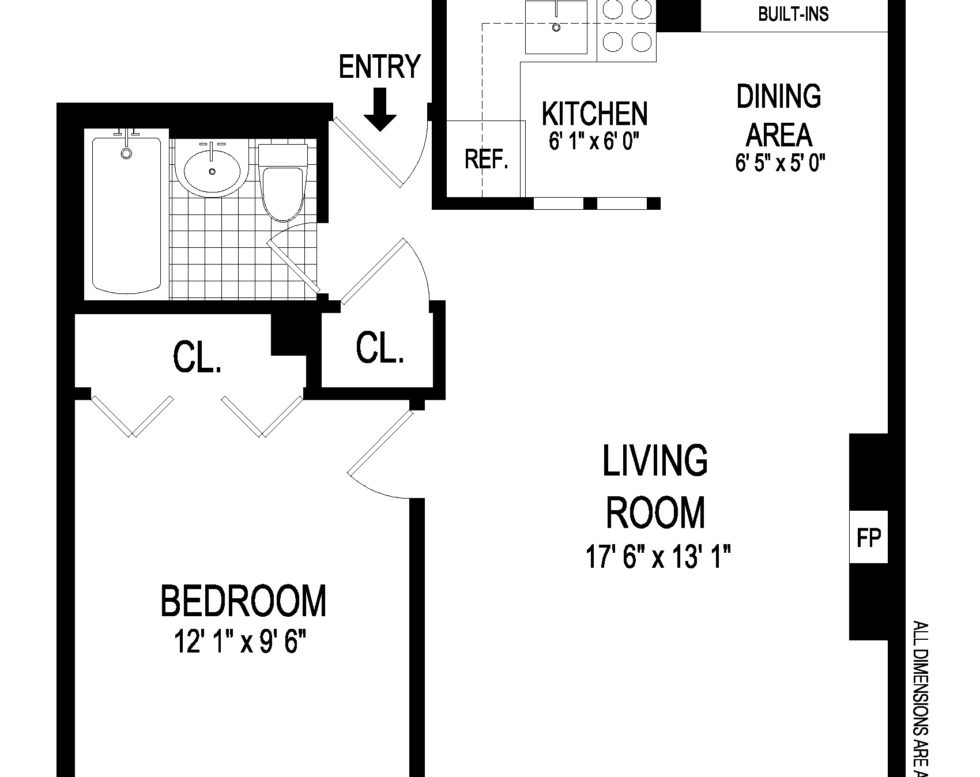 BUILT-INS
ENTRY
KITCHEN
6' 1" x 6' 0"
DINING
AREA
6' 5" x 5' 0"
REF.
CL.
CL.
LIVING
ROOM
17' 6" x 13' 1"
FP
BEDROOM
12' 1" x 9' 6"
ALL DIMENSIONS ARE